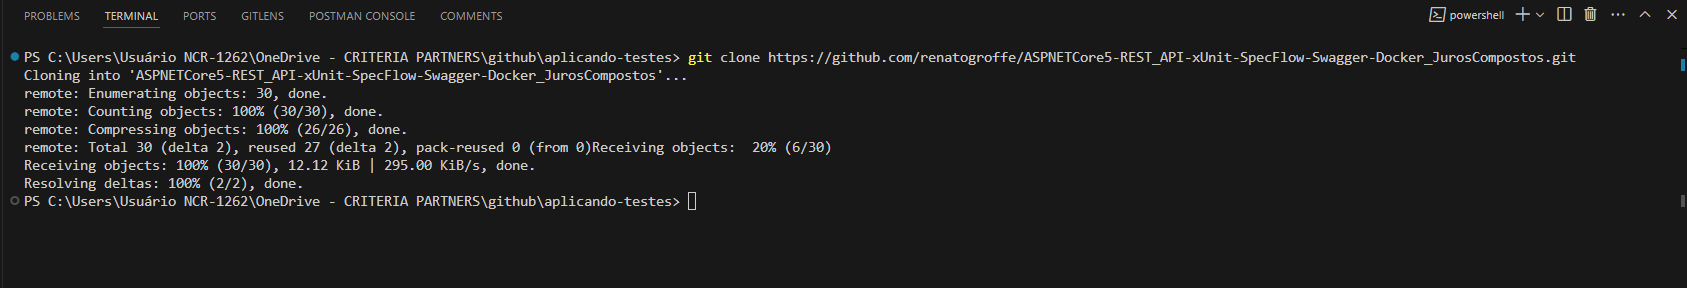 PROBLEMS TERMINAL PORTS GITLENS POSTMAN CONSOLE COMMENTS powershell
PS C:\Users\Usuário NCR-1262\OneDrive - CRITERIA PARTNERS\github\aplicando-testes> git clone https://github.com/renatogroffe/ASPNETCore5-REST_API-xUnit-SpecFlow-Swagger-Docker_JurosCompostos.git
Cloning into 'ASPNETCore5-REST_API-xUnit-SpecFlow-Swagger-Docker_JurosCompostos'...
remote: Enumerating objects: 30, done.
remote: Counting objects: 100% (30/30), done.
remote: Compressing objects: 100% (26/26), done.
remote: Total 30 (delta 2), reused 27 (delta 2), pack-reused 0 (from 0)Receiving objects:  20% (6/30)
Receiving objects: 100% (30/30), 12.12 KiB | 295.00 KiB/s, done.
Resolving deltas: 100% (2/2), done.
PS C:\Users\Usuário NCR-1262\OneDrive - CRITERIA PARTNERS\github\aplicando-testes>